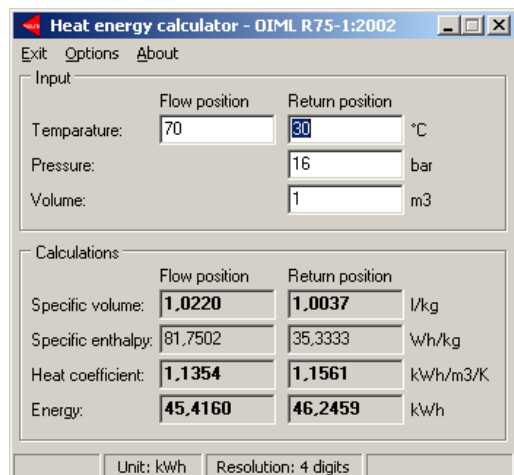 Heat energy calculator - OIML R75-1:2002
Exit Options About
Input
Flow position Return position
Temparature: 70 30 °C
Pressure: 16 bar
Volume: 1 m3
Calculations
Flow position Return position
Specific volume: 1,0220 1,0037 l/kg
Specific enthalpy: 81,7502 35,3333 Wh/kg
Heat coefficient: 1,1354 1,1561 kWh/m3/K
Energy: 45,4160 46,2459 kWh
Unit: kWh Resolution: 4 digits